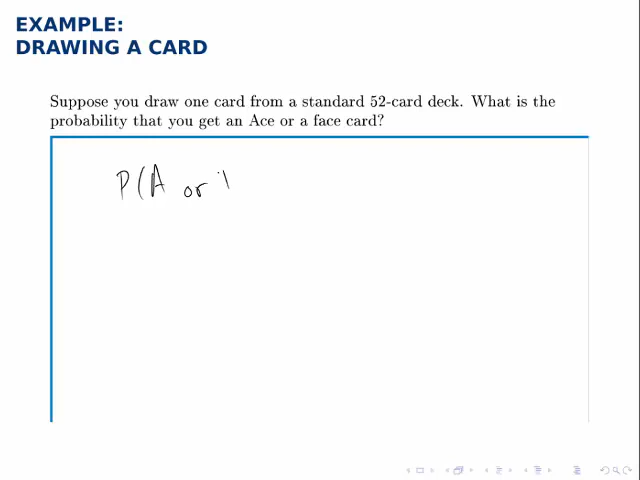 EXAMPLE:
DRAWING A CARD
Suppose you draw one card from a standard 52-card deck. What is the
probability that you get an Ace or a face card?
P(A or